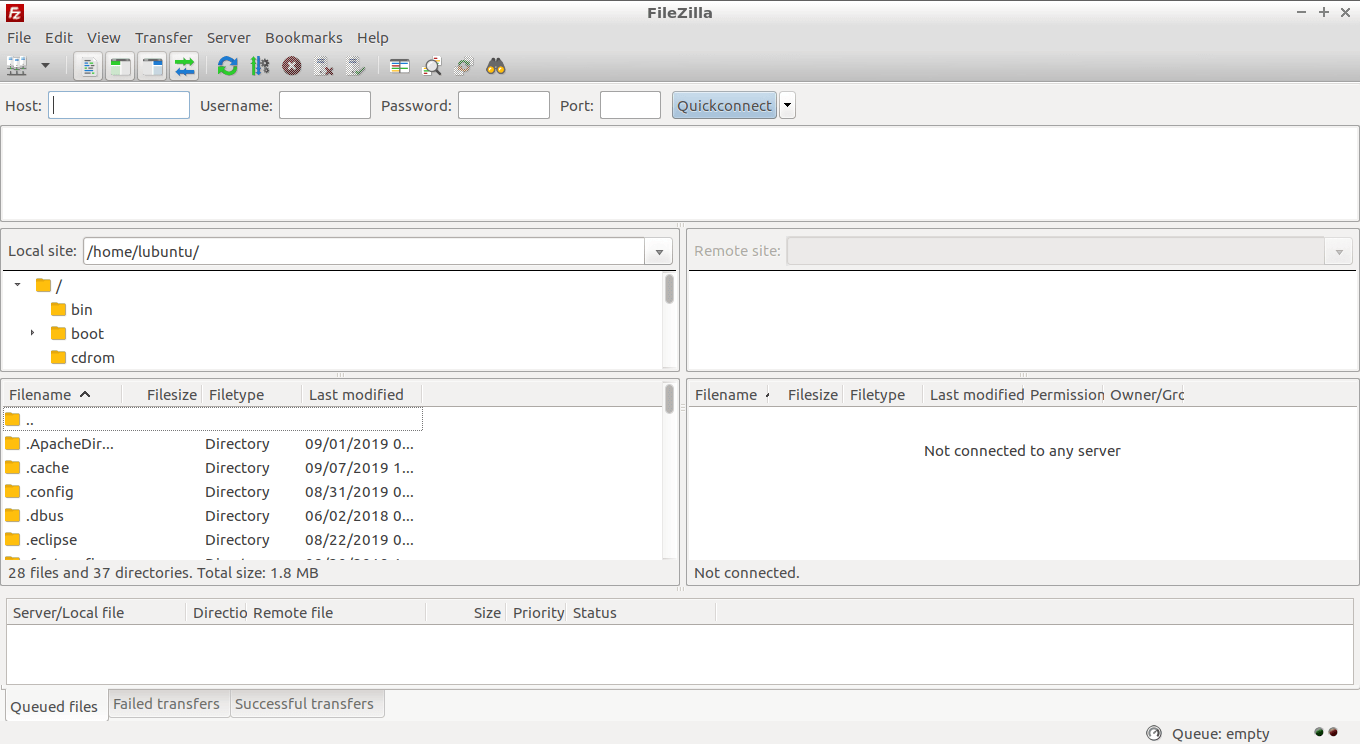 FileZilla
File Edit View Transfer Server Bookmarks Help
Host: Username: Password: Port: Quickconnect
Local site: /home/lubuntu/
Remote site:
/
bin
boot
cdrom
Filename Filesize Filetype Last modified
..
.ApacheDir... Directory 09/01/2019 0...
.cache Directory 09/07/2019 1...
.config Directory 08/31/2019 0...
.dbus Directory 06/02/2018 0...
.eclipse Directory 08/22/2019 0...
28 files and 37 directories. Total size: 1.8 MB
Filename Filesize Filetype Last modified Permission Owner/Grc
Not connected to any server
Not connected.
Server/Local file Directio Remote file Size Priority Status
Queued files Failed transfers Successful transfers
Queue: empty